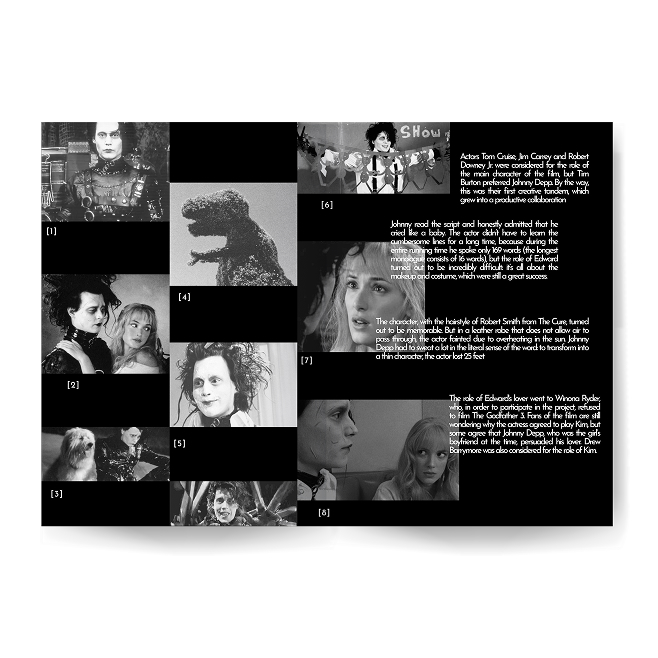 SHOW
[1]
[2]
[3]
[4]
[5]
[6]
[7]
[8]
Actors Tom Cruise, Jim Carrey and Robert
Downey Jr. were considered for the role of
the main character of the film, but Tim
Burton preferred Johnny Depp. By the way,
this was their first creative tandem, which
grew into a productive collaboration
Johnny read the script and honestly admitted that he
cried like a baby. The actor didn't have to learn the
cumbersome lines for a long time, because during the
entire running time he spoke only 169 words (the longest
monologue consists of 16 words), but the role of Edward
turned out to be incredibly difficult it's all about the
makeup and costume, which were still a great success.
The character, with the hairstyle of Robert Smith from The Cure, turned
out to be memorable. But in a leather robe that does not allow air to
pass through, the actor fainted due to overheating in the sun. Johnny
Depp had to sweat a lot in the literal sense of the word to transform into
a thin character, the actor lost 25 feet
The role of Edward's lover went to Winona Ryder,
who, in order to participate in the project, refused
to film The Godfather 3. Fans of the film are still
wondering why the actress agreed to play Kim, but
some agree that Johnny Depp, who was the girl's
boyfriend at the time, persuaded his lover. Drew
Barrymore was also considered for the role of Kim.